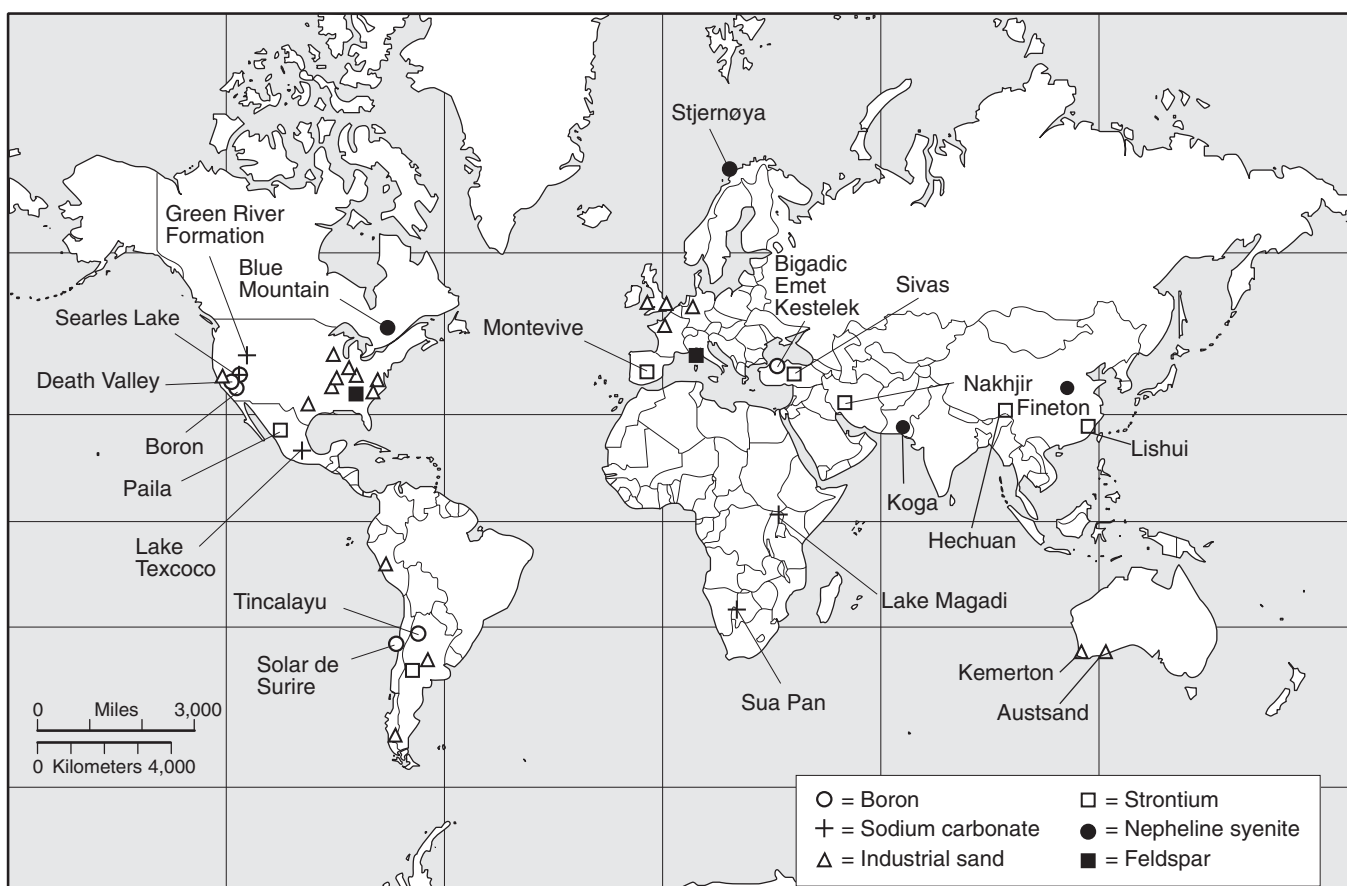 Stjernøya
Green River
Formation
Blue
Mountain
Bigadic
Emet
Kestelek
Sivas
Searles Lake
Montevive
Death Valley
Nakhjir
Fineton
Boron
Lishui
Paila
Koga
Hechuan
Lake
Texcoco
Lake Magadi
Tincalayu
Solar de
Surire
Kemerton
Sua Pan
Austsand
0 Miles 3,000
0 Kilometers 4,000
= Boron
= Sodium carbonate
= Industrial sand
= Strontium
= Nepheline syenite
= Feldspar